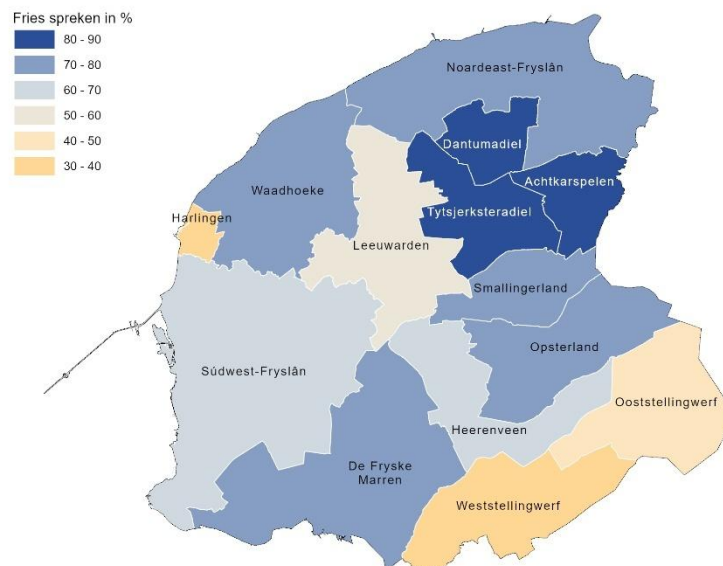 Fries spreken in %
80 - 90
70 - 80
60 - 70
50 - 60
40 - 50
30 - 40
Noardeast-Fryslân
Dantumadiel
Achtkarspelen
Waadhoeke
Tytsjerksteradiel
Harlingen
Leeuwarden
Smallingerland
Opsterland
Súdwest-Fryslân
Ooststellingwerf
Heerenveen
De Fryske
Marren
Weststellingwerf